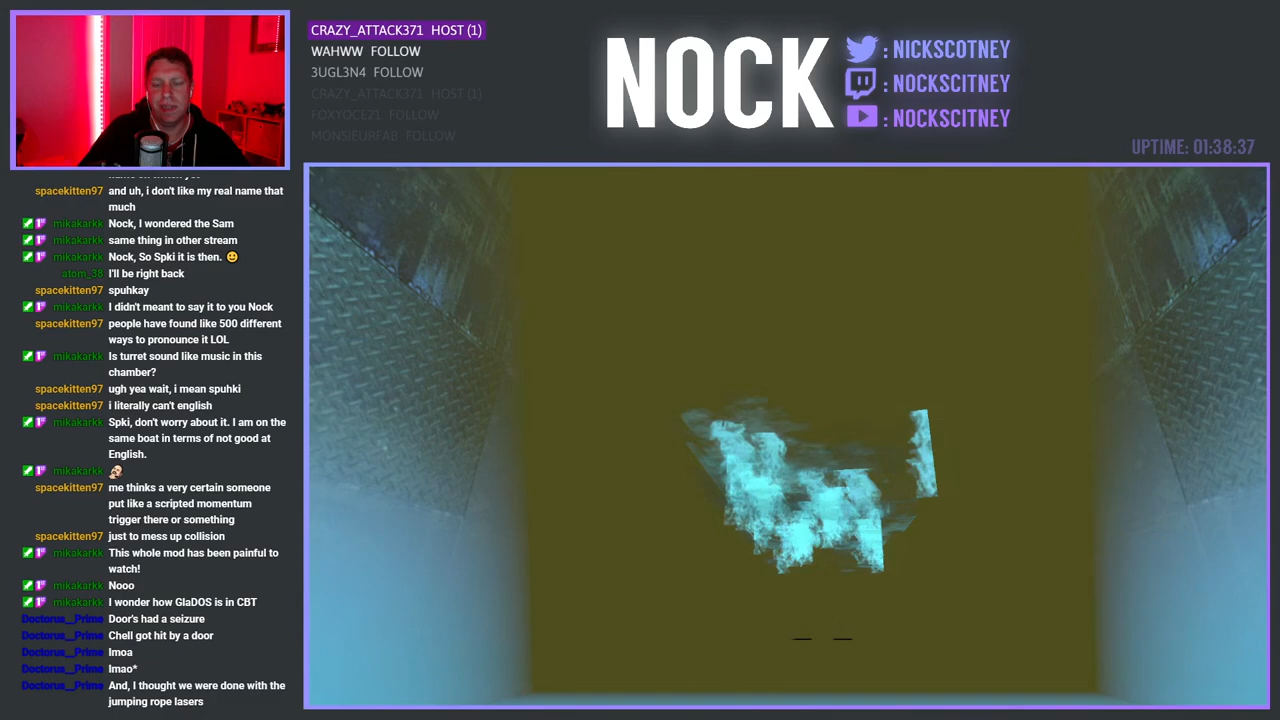 CRAZY_ATTACK371 HOST (1)
WAHWW FOLLOW
3UGL3N4 FOLLOW
CRAZY_ATTACK371 HOST (1)
FOXYOCE21 FOLLOW
MONSIEURFAB FOLLOW
NOCK
: NICKSCOTNEY
: NOCKSCITNEY
: NOCKSCITNEY
UPTIME: 01:38:37
spacekitten97 and uh, i don't like my real name that
much
mikakarkk Nock, I wondered the Sam
mikakarkk same thing in other stream
mikakarkk Nock, So Spki it is then. 🙂
atom_38 I'll be right back
spacekitten97 spuhkay
mikakarkk I didn't meant to say it to you Nock
spacekitten97 people have found like 500 different
ways to pronounce it LOL
mikakarkk Is turret sound like music in this
chamber?
spacekitten97 ugh yea wait, i mean spuhki
spacekitten97 i literally can't english
mikakarkk Spki, don't worry about it. I am on the
same boat in terms of not good at
English.
mikakarkk
spacekitten97 me thinks a very certain someone
put like a scripted momentum
trigger there or something
spacekitten97 just to mess up collision
mikakarkk This whole mod has been painful to
watch!
mikakarkk Nooo
mikakarkk I wonder how GlaDOS is in CBT
Doctorus__Prime Door's had a seizure
Doctorus__Prime Chell got hit by a door
Doctorus__Prime lmoa
Doctorus__Prime lmao*
Doctorus__Prime And, I thought we were done with the
jumping rope lasers